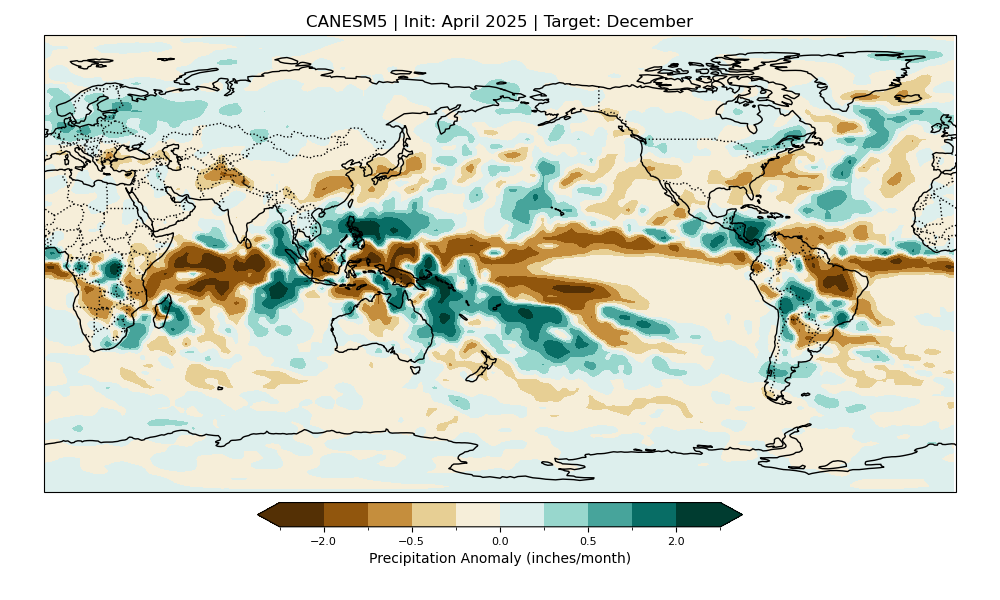 CANESM5 | Init: April 2025 | Target: December
−2.0 −0.5 0.0 0.5 2.0
Precipitation Anomaly (inches/month)